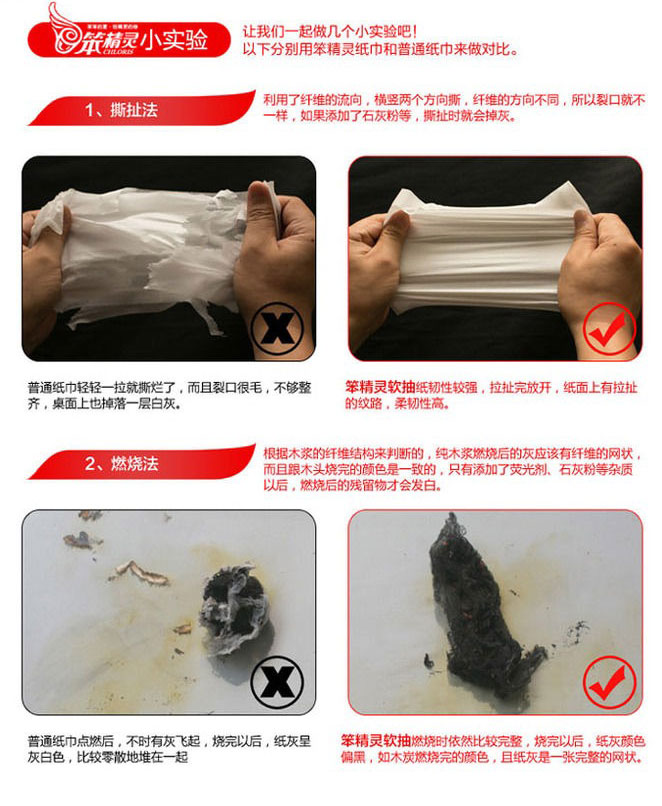 笨精灵
CHLORIS
小实验
让我们一起做几个小实验吧！
以下分别用笨精灵纸巾和普通纸巾来做对比。
1、撕扯法
利用了纤维的流向，横竖两个方向撕，纤维的方向不同，所以裂口就不
一样，如果添加了石灰粉等，撕扯时就会掉灰。
普通纸巾轻轻一拉就撕烂了，而且裂口很毛，不够整
齐，桌面上也掉落一层白灰。
笨精灵软抽纸韧性较强，拉扯完放开，纸面上有拉扯
的纹路，柔韧性高。
2、燃烧法
根据木浆的纤维结构来判断的，纯木浆燃烧后的灰应该有纤维的网状，
而且跟木头烧完的颜色是一致的，只有添加了荧光剂、石灰粉等杂质
以后，燃烧后的残留物才会发白。
普通纸巾点燃后，不时有灰飞起，烧完以后，纸灰呈
灰白色，比较零散地堆在一起
笨精灵软抽燃烧时依然比较完整，烧完以后，纸灰颜色
偏黑，如木炭燃烧完的颜色，且纸灰是一张完整的网状。